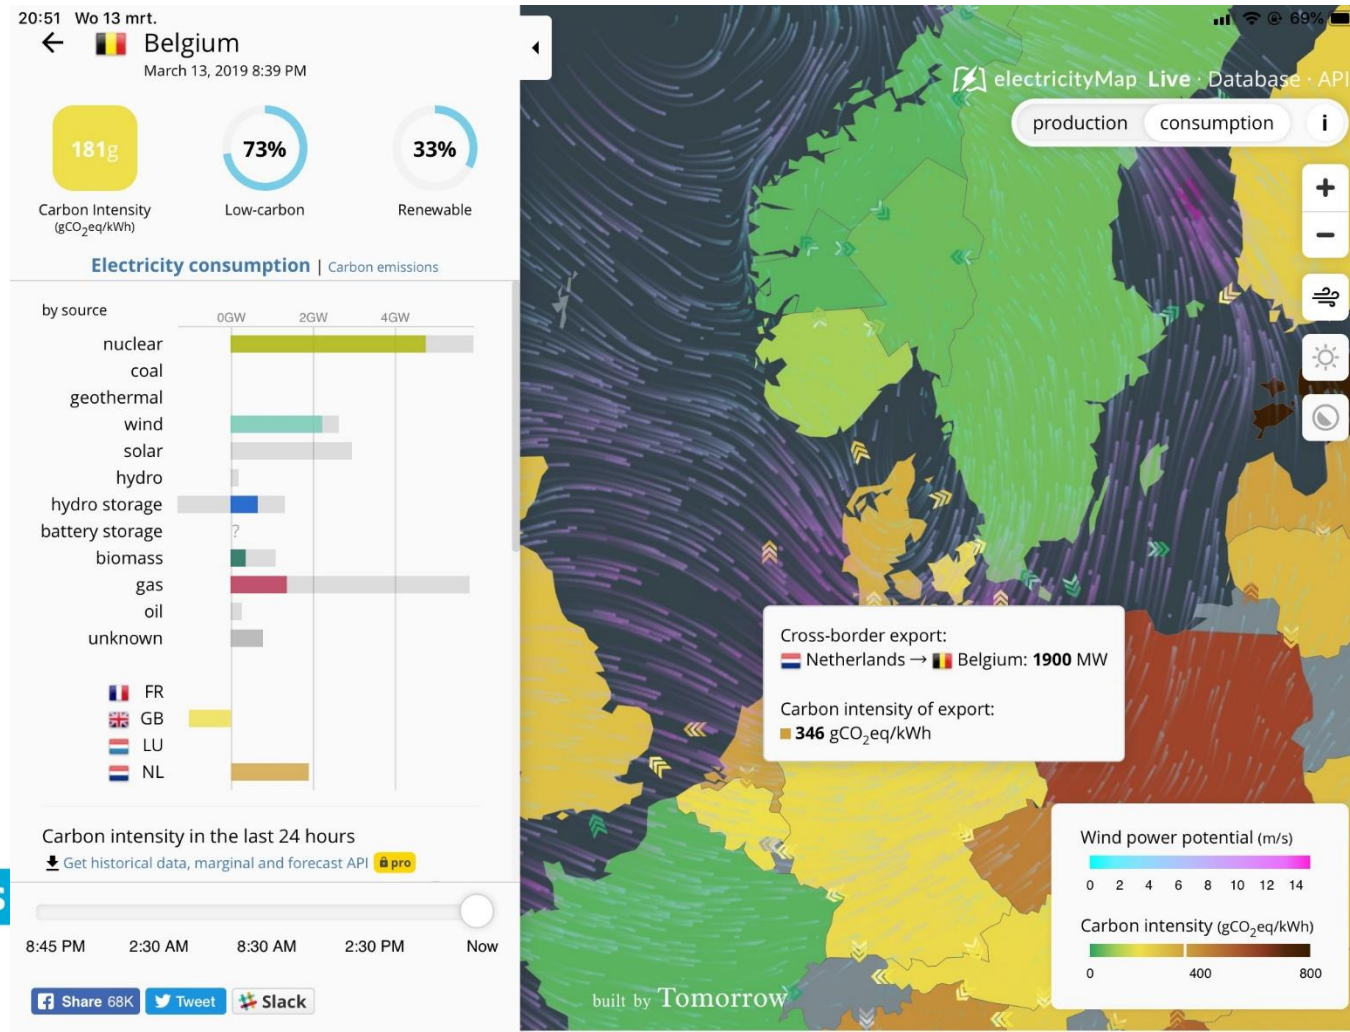 20:51 Wo 13 mrt.
69%
Belgium
March 13, 2019 8:39 PM
181g
73%
33%
Carbon Intensity
(gCO₂eq/kWh)
Low-carbon
Renewable
Electricity consumption | Carbon emissions
by source
0GW 2GW 4GW
nuclear
coal
geothermal
wind
solar
hydro
hydro storage
battery storage
?
biomass
gas
oil
unknown
FR
GB
LU
NL
Carbon intensity in the last 24 hours
Get historical data, marginal and forecast API pro
8:45 PM 2:30 AM 8:30 AM 2:30 PM Now
Share 68K
Tweet
Slack
electricityMap Live · Database · API
production consumption i
+
−
Cross-border export:
Netherlands → Belgium: 1900 MW
Carbon intensity of export:
346 gCO₂eq/kWh
Wind power potential (m/s)
0 2 4 6 8 10 12 14
Carbon intensity (gCO₂eq/kWh)
0 400 800
built by Tomorrow